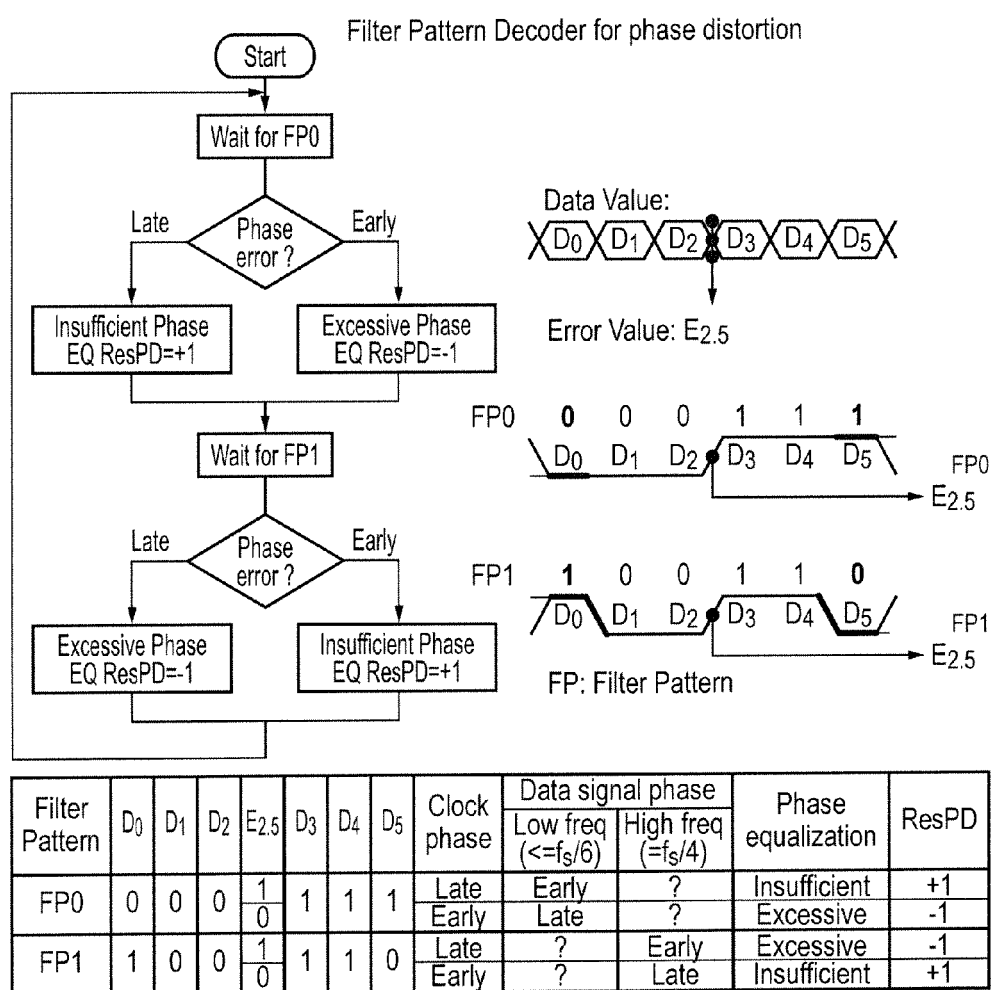 Filter Pattern Decoder for phase distortion
Start
Wait for FP0
Late
Phase
error ?
Early
Insufficient Phase
EQ ResPD=+1
Excessive Phase
EQ ResPD=-1
Wait for FP1
Late
Phase
error ?
Early
Excessive Phase
EQ ResPD=-1
Insufficient Phase
EQ ResPD=+1
Data Value:
D0 D1 D2 D3 D4 D5
Error Value: E2.5
FP0 0 0 0 1 1 1
D0 D1 D2 D3 D4 D5 FP0
E2.5
FP1 1 0 0 1 1 0
D0 D1 D2 D3 D4 D5 FP1
E2.5
FP: Filter Pattern
Filter Pattern D0 D1 D2 E2.5 D3 D4 D5 Clock phase Data signal phase Phase equalization ResPD
Low freq (<=fs/6) High freq (=fs/4)
FP0 0 0 0 1 1 1 1 Late Early ? Insufficient +1
0 Early Late ? Excessive -1
FP1 1 0 0 1 1 1 0 Late ? Early Excessive -1
0 Early ? Late Insufficient +1